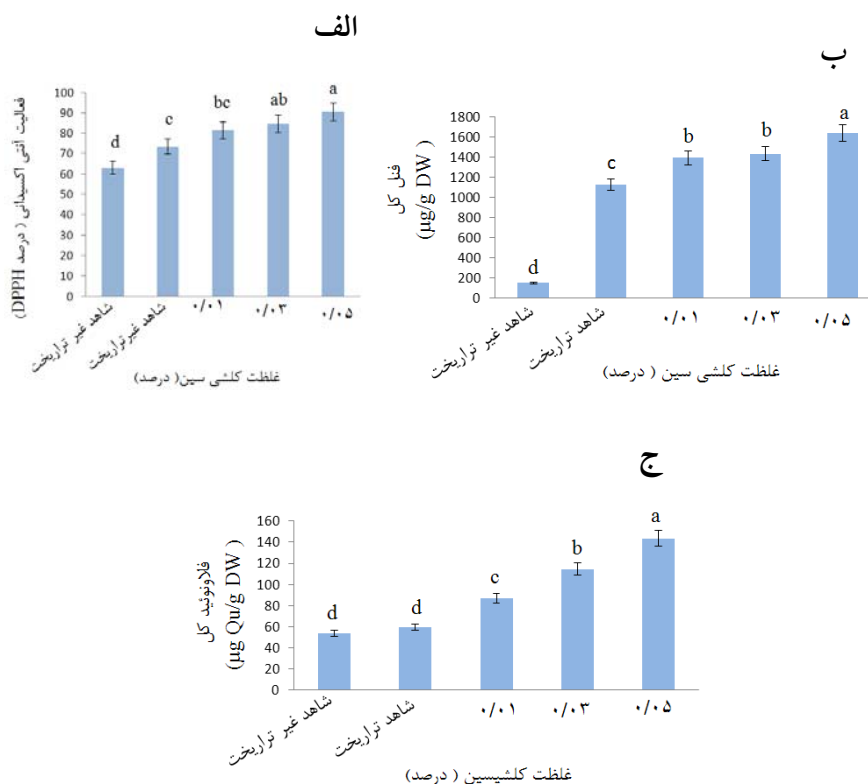 الف
فعالیت آنتی اکسیدانی ( درصد DPPH)
100
90
80
70
60
50
40
30
20
10
0
d
c
bc
ab
a
شاهد غیر تراریخت
شاهد غیرتراریخت
۰/۰۱
۰/۰۳
۰/۰۵
غلظت کلشی سین( درصد)
ب
فنل کل
(µg/g DW )
1800
1600
1400
1200
1000
800
600
400
200
0
d
c
b
b
a
شاهد غیر تراریخت
شاهد تراریخت
۰/۰۱
۰/۰۳
۰/۰۵
غلظت کلشی سین ( درصد)
ج
فلاونوئید کل
(µg Qu/g DW )
160
140
120
100
80
60
40
20
0
d
d
c
b
a
شاهد غیر تراریخت
شاهد تراریخت
۰/۰۱
۰/۰۳
۰/۰۵
غلظت کلشیسین ( درصد)